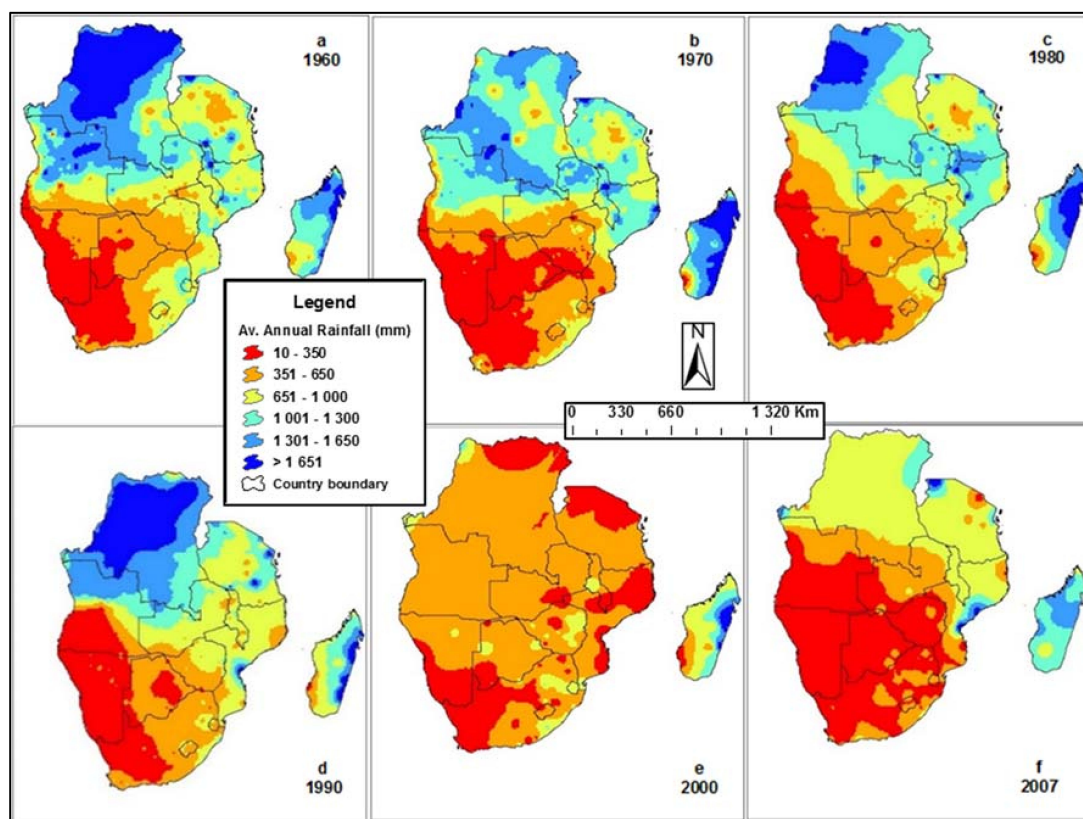 a
1960
b
1970
c
1980
Legend
Av. Annual Rainfall (mm)
10 - 350
351 - 650
651 - 1 000
1 001 - 1 300
1 301 - 1 650
> 1 651
Country boundary
N
0 330 660 1 320 Km
d
1990
e
2000
f
2007